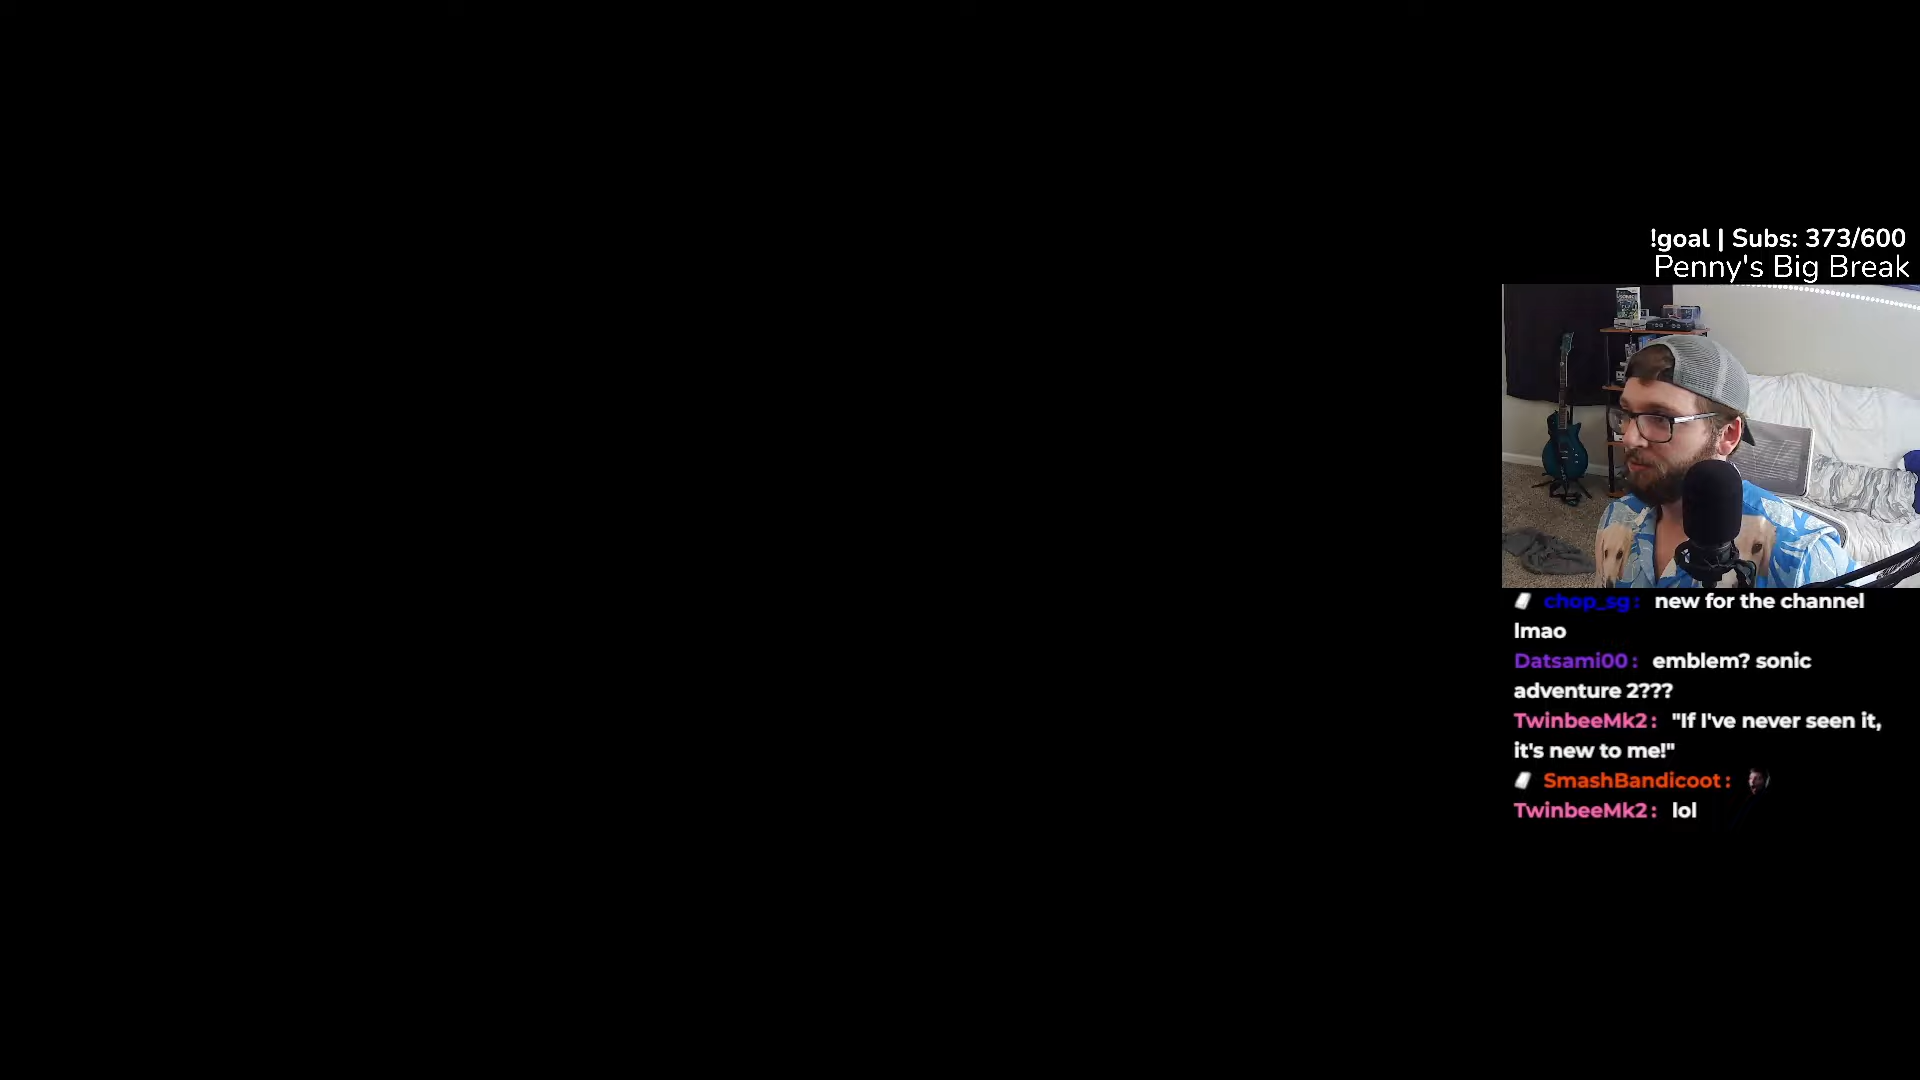 !goal | Subs: 373/600
Penny's Big Break
chop_sg: new for the channel
lmao
Datsami00: emblem? sonic
adventure 2???
TwinbeeMk2: "If I've never seen it,
it's new to me!"
SmashBandicoot:
TwinbeeMk2: lol